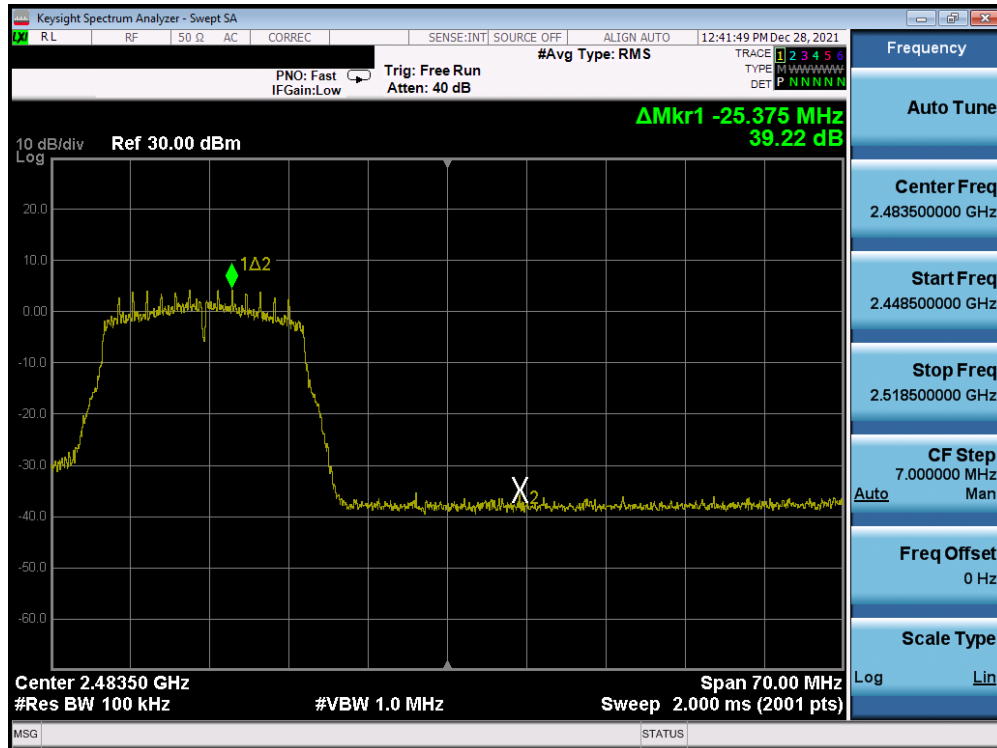 Keysight Spectrum Analyzer - Swept SA
LXI RL RF 50 Ω AC CORREC SENSE:INT SOURCE OFF ALIGN AUTO 12:41:49 PM Dec 28, 2021
#Avg Type: RMS TRACE 1 2 3 4 5 6
PNO: Fast Trig: Free Run TYPE M W W W W W
IFGain:Low Atten: 40 dB DET P N N N N N
ΔMkr1 -25.375 MHz
39.22 dB
10 dB/div Ref 30.00 dBm
Log
20.0
10.0
1Δ2
0.00
-10.0
-20.0
-30.0
X2
-40.0
-50.0
-60.0
Center 2.48350 GHz Span 70.00 MHz
#Res BW 100 kHz #VBW 1.0 MHz Sweep 2.000 ms (2001 pts)
MSG STATUS
Frequency
Auto Tune
Center Freq
2.483500000 GHz
Start Freq
2.448500000 GHz
Stop Freq
2.518500000 GHz
CF Step
7.000000 MHz
Auto Man
Freq Offset
0 Hz
Scale Type
Log Lin